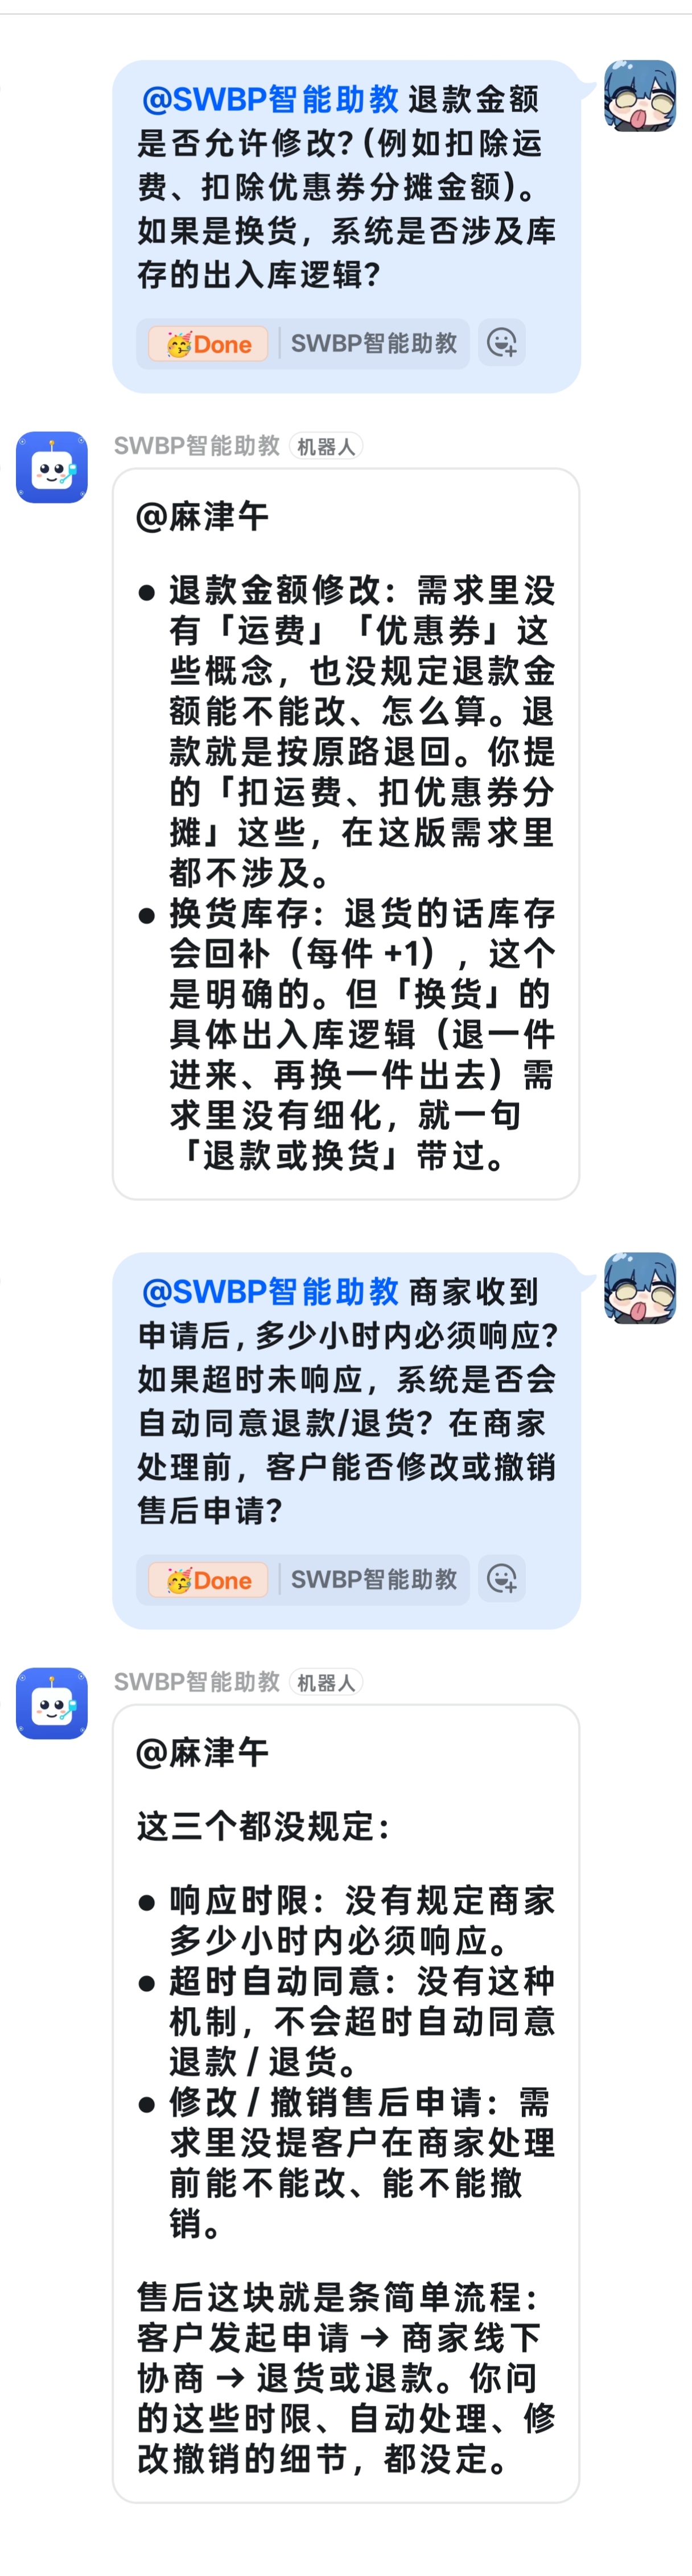 @SWBP智能助教 退款金额
是否允许修改？(例如扣除运
费、扣除优惠券分摊金额)。
如果是换货，系统是否涉及库
存的出入库逻辑？
Done SWBP智能助教
SWBP智能助教 机器人
@麻津午
● 退款金额修改：需求里没
有「运费」「优惠券」这
些概念，也没规定退款金
额能不能改、怎么算。退
款就是按原路退回。你提
的「扣运费、扣优惠券分
摊」这些，在这版需求里
都不涉及。
● 换货库存：退货的话库存
会回补（每件 +1），这个
是明确的。但「换货」的
具体出入库逻辑（退一件
进来、再换一件出去）需
求里没有细化，就一句
「退款或换货」带过。
@SWBP智能助教 商家收到
申请后，多少小时内必须响应？
如果超时未响应，系统是否会
自动同意退款/退货？在商家
处理前，客户能否修改或撤销
售后申请？
Done SWBP智能助教
SWBP智能助教 机器人
@麻津午
这三个都没规定：
● 响应时限：没有规定商家
多少小时内必须响应。
● 超时自动同意：没有这种
机制，不会超时自动同意
退款 / 退货。
● 修改 / 撤销售后申请：需
求里没提客户在商家处理
前能不能改、能不能撤
销。
售后这块就是条简单流程：
客户发起申请 → 商家线下
协商 → 退货或退款。你问
的这些时限、自动处理、修
改撤销的细节，都没定。